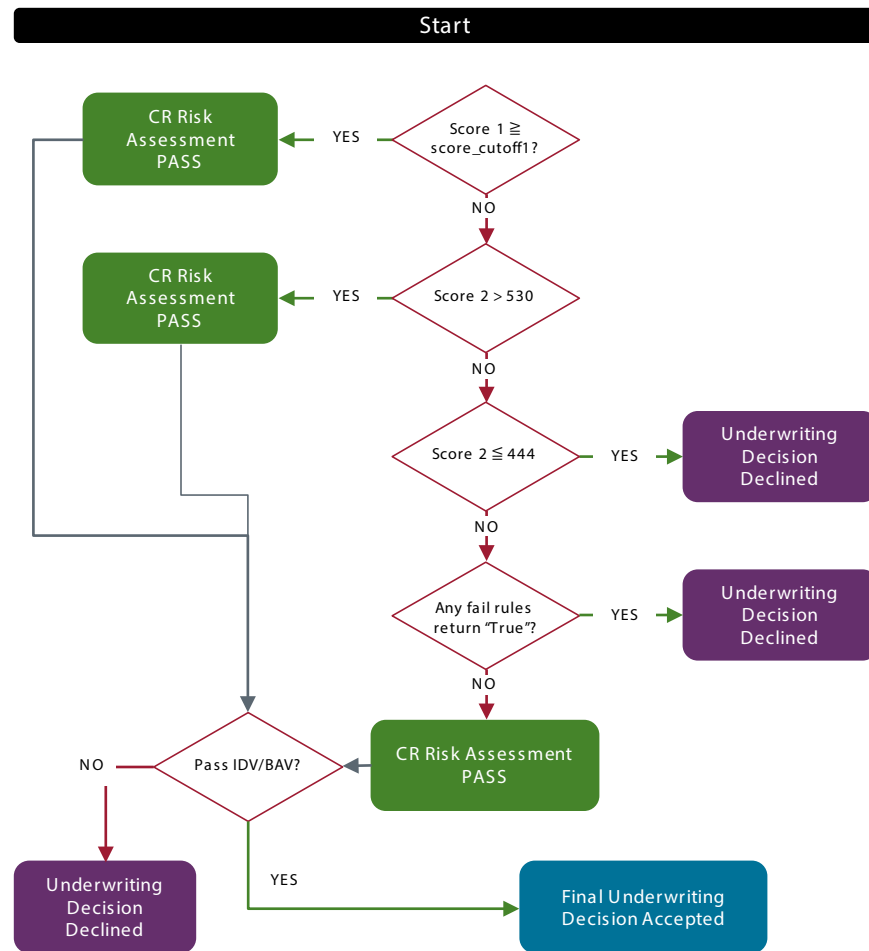 Start
CR Risk
Assessment
PASS
YES
Score 1 ≧
score_cutoff1?
NO
CR Risk
Assessment
PASS
YES
Score 2 > 530
NO
Score 2 ≦ 444
YES
Underwriting
Decision
Declined
NO
Any fail rules
return “True”?
YES
Underwriting
Decision
Declined
NO
NO
Pass IDV/BAV?
CR Risk Assessment
PASS
Underwriting
Decision
Declined
YES
Final Underwriting
Decision Accepted